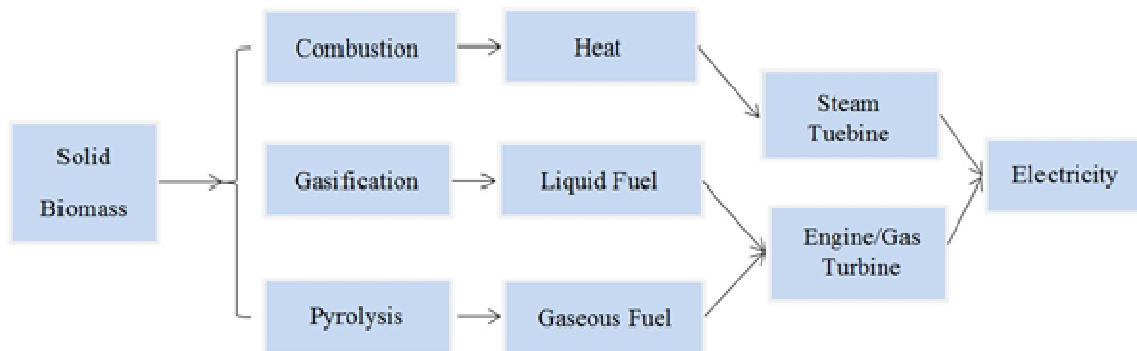 Combustion
Heat
Steam
Tuebine
Solid
Biomass
Gasification
Liquid Fuel
Electricity
Engine/Gas
Turbine
Pyrolysis
Gaseous Fuel